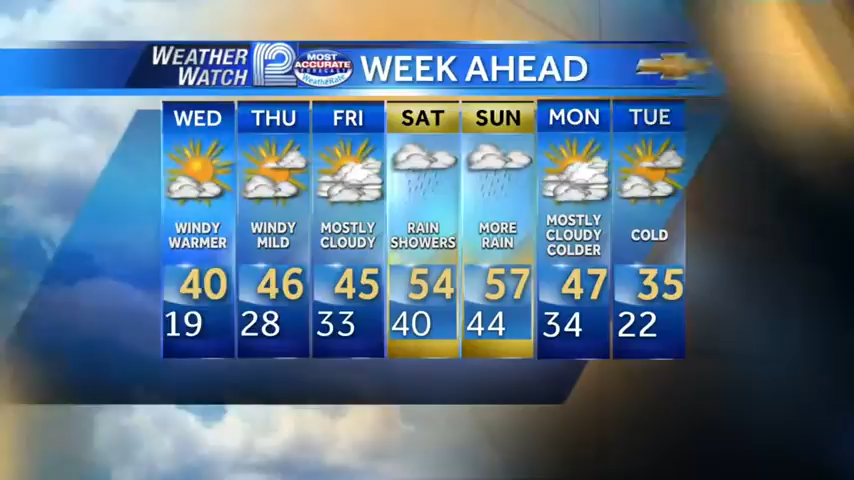 WEATHER WATCH 12 MOST ACCURATE FORECAST WeatheRate WEEK AHEAD
WED THU FRI SAT SUN MON TUE
WINDY WARMER
WINDY MILD
MOSTLY CLOUDY
RAIN SHOWERS
MORE RAIN
MOSTLY CLOUDY COLDER
COLD
40 46 45 54 57 47 35
19 28 33 40 44 34 22